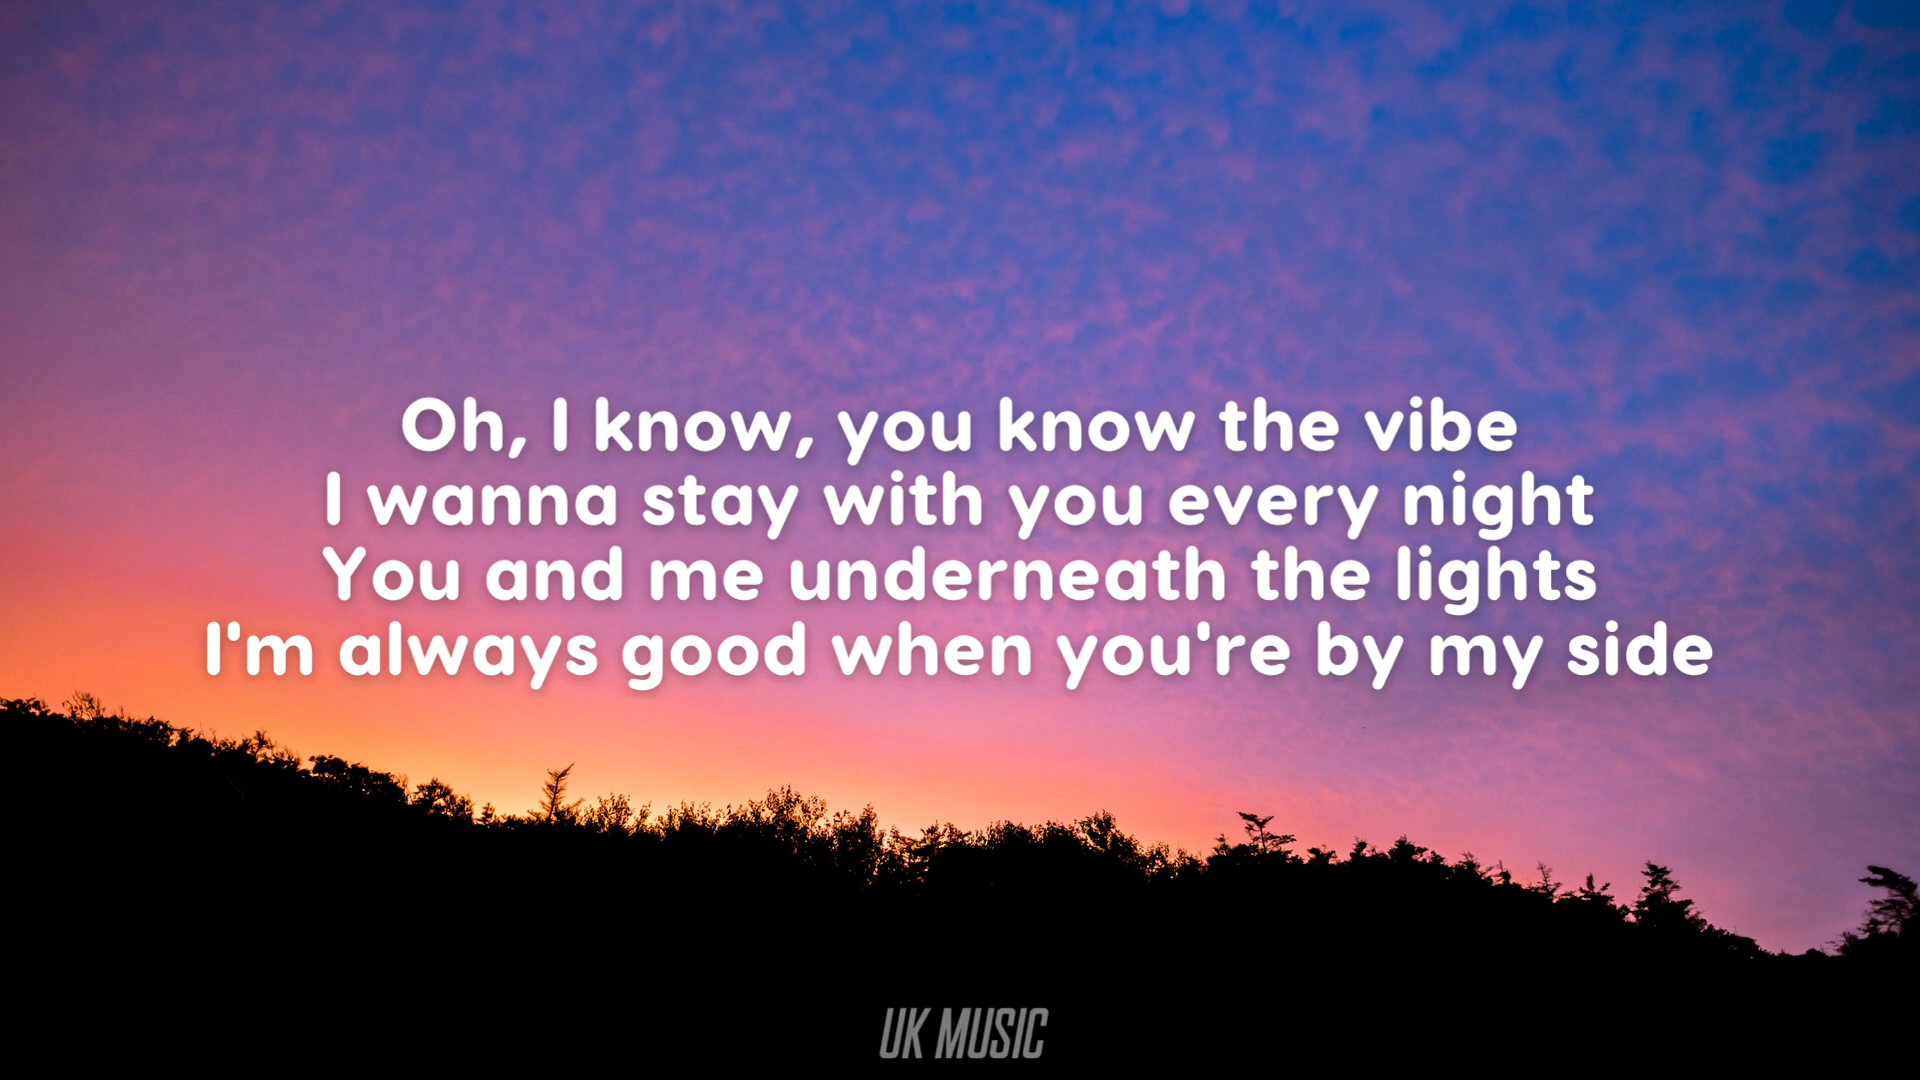 Oh, I know, you know the vibe
I wanna stay with you every night
You and me underneath the lights
I'm always good when you're by my side
UK MUSIC